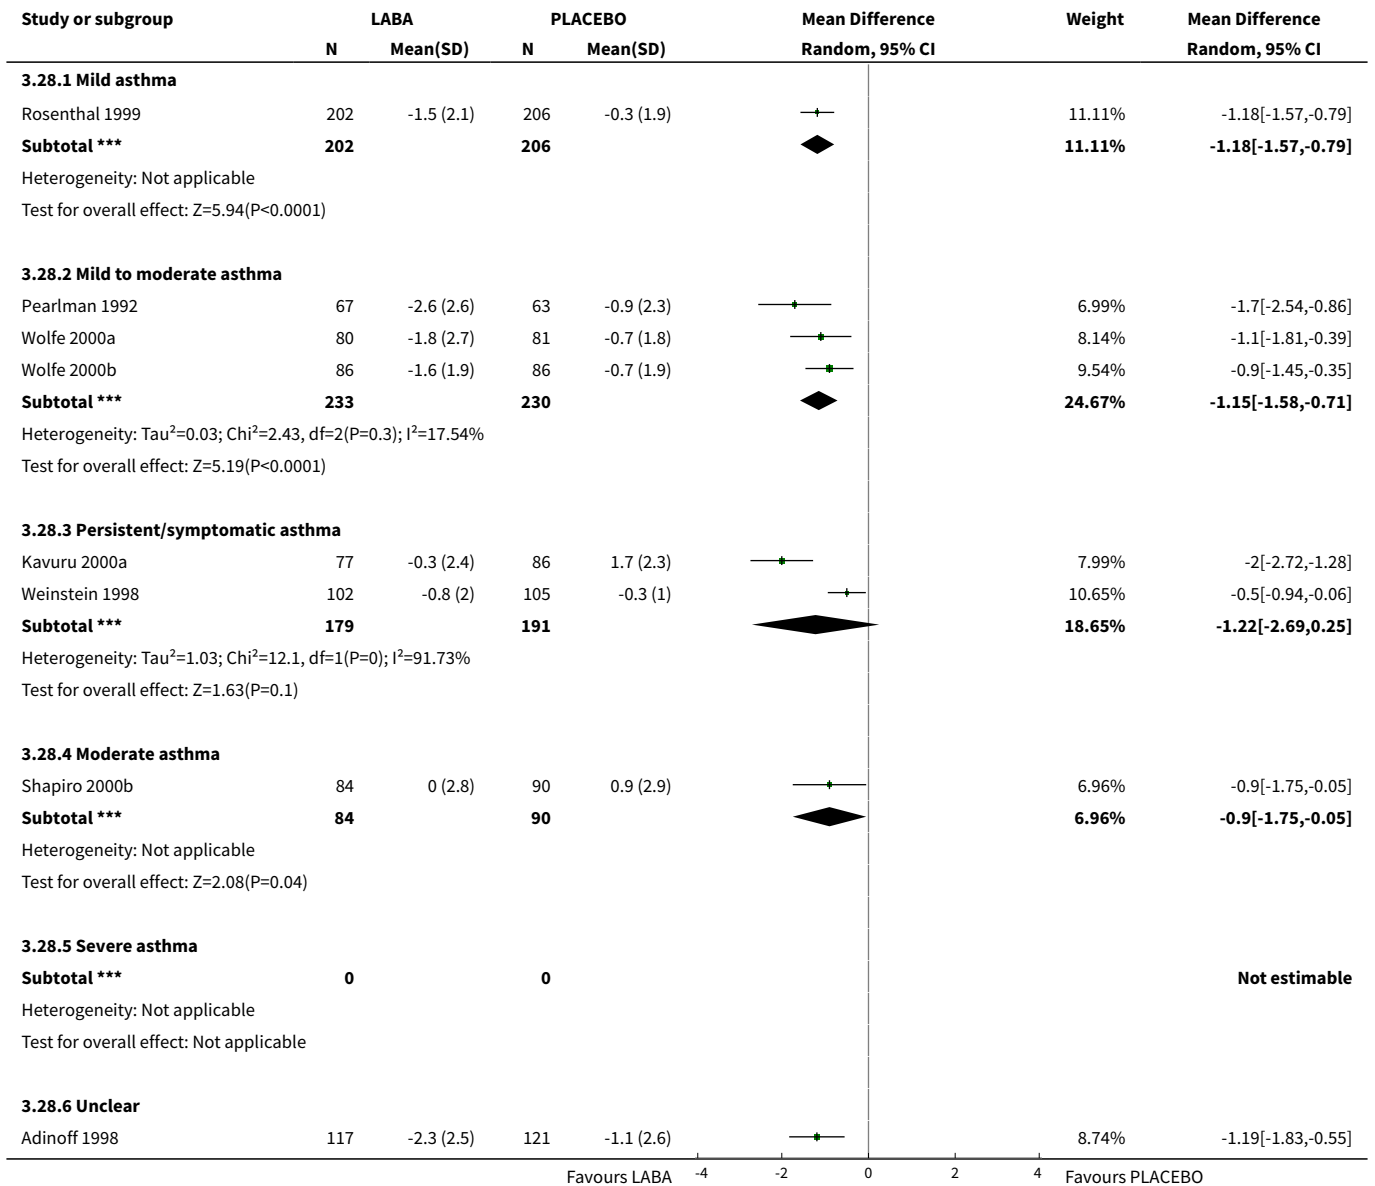 Study or subgroup LABA PLACEBO Mean Difference Weight Mean Difference
N Mean(SD) N Mean(SD) Random, 95% CI Random, 95% CI
3.28.1 Mild asthma
Rosenthal 1999 202 -1.5 (2.1) 206 -0.3 (1.9) 11.11% -1.18[-1.57,-0.79]
Subtotal *** 202 206 11.11% -1.18[-1.57,-0.79]
Heterogeneity: Not applicable
Test for overall effect: Z=5.94(P<0.0001)
3.28.2 Mild to moderate asthma
Pearlman 1992 67 -2.6 (2.6) 63 -0.9 (2.3) 6.99% -1.7[-2.54,-0.86]
Wolfe 2000a 80 -1.8 (2.7) 81 -0.7 (1.8) 8.14% -1.1[-1.81,-0.39]
Wolfe 2000b 86 -1.6 (1.9) 86 -0.7 (1.9) 9.54% -0.9[-1.45,-0.35]
Subtotal *** 233 230 24.67% -1.15[-1.58,-0.71]
Heterogeneity: Tau²=0.03; Chi²=2.43, df=2(P=0.3); I²=17.54%
Test for overall effect: Z=5.19(P<0.0001)
3.28.3 Persistent/symptomatic asthma
Kavuru 2000a 77 -0.3 (2.4) 86 1.7 (2.3) 7.99% -2[-2.72,-1.28]
Weinstein 1998 102 -0.8 (2) 105 -0.3 (1) 10.65% -0.5[-0.94,-0.06]
Subtotal *** 179 191 18.65% -1.22[-2.69,0.25]
Heterogeneity: Tau²=1.03; Chi²=12.1, df=1(P=0); I²=91.73%
Test for overall effect: Z=1.63(P=0.1)
3.28.4 Moderate asthma
Shapiro 2000b 84 0 (2.8) 90 0.9 (2.9) 6.96% -0.9[-1.75,-0.05]
Subtotal *** 84 90 6.96% -0.9[-1.75,-0.05]
Heterogeneity: Not applicable
Test for overall effect: Z=2.08(P=0.04)
3.28.5 Severe asthma
Subtotal *** 0 0 Not estimable
Heterogeneity: Not applicable
Test for overall effect: Not applicable
3.28.6 Unclear
Adinoff 1998 117 -2.3 (2.5) 121 -1.1 (2.6) 8.74% -1.19[-1.83,-0.55]
Favours LABA -4 -2 0 2 4 Favours PLACEBO